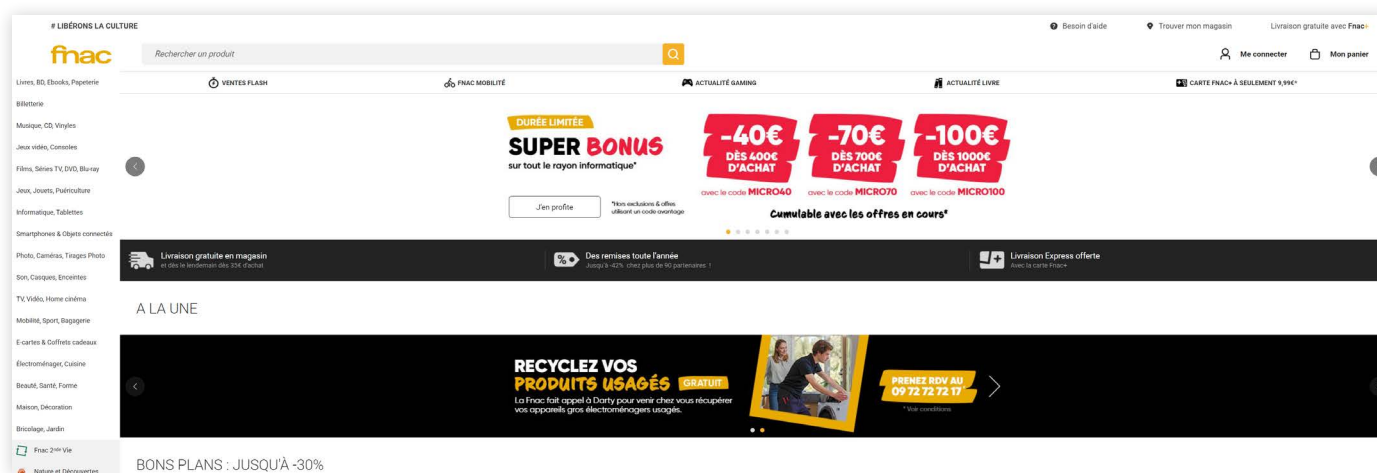 # LIBÉRONS LA CULTURE
Besoin d'aide
Trouver mon magasin
Livraison gratuite avec Fnac+
fnac
Rechercher un produit
Me connecter
Mon panier
VENTES FLASH
FNAC MOBILITÉ
ACTUALITÉ GAMING
ACTUALITÉ LIVRE
CARTE FNAC+ À SEULEMENT 9,99€*
Livres, BD, Ebooks, Papeterie
Billetterie
Musique, CD, Vinyles
Jeux vidéo, Consoles
Films, Séries TV, DVD, Blu-ray
Jeux, Jouets, Puériculture
Informatique, Tablettes
Smartphones & Objets connectés
Photo, Caméras, Tirages Photo
Son, Casques, Enceintes
TV, Vidéo, Home cinéma
Mobilité, Sport, Bagagerie
E-cartes & Coffrets cadeaux
Électroménager, Cuisine
Beauté, Santé, Forme
Maison, Décoration
Bricolage, Jardin
Fnac 2nde Vie
Nature et Découvertes
DURÉE LIMITÉE
SUPER BONUS
sur tout le rayon informatique*
J'en profite
*Hors exclusions & offres
utilisant un code avantage
-40€
DÈS 400€
D'ACHAT
avec le code MICRO40
-70€
DÈS 700€
D'ACHAT
avec le code MICRO70
-100€
DÈS 1000€
D'ACHAT
avec le code MICRO100
Cumulable avec les offres en cours*
Livraison gratuite en magasin
et dès le lendemain dès 35€ d'achat
Des remises toute l'année
Jusqu'à -42% chez plus de 90 partenaires !
Livraison Express offerte
Avec la carte Fnac+
A LA UNE
RECYCLEZ VOS
PRODUITS USAGÉS GRATUIT
La Fnac fait appel à Darty pour venir chez vous récupérer
vos appareils gros électroménagers usagés.
PRENEZ RDV AU
09 72 72 72 17*
* Voir conditions
BONS PLANS : JUSQU'À -30%